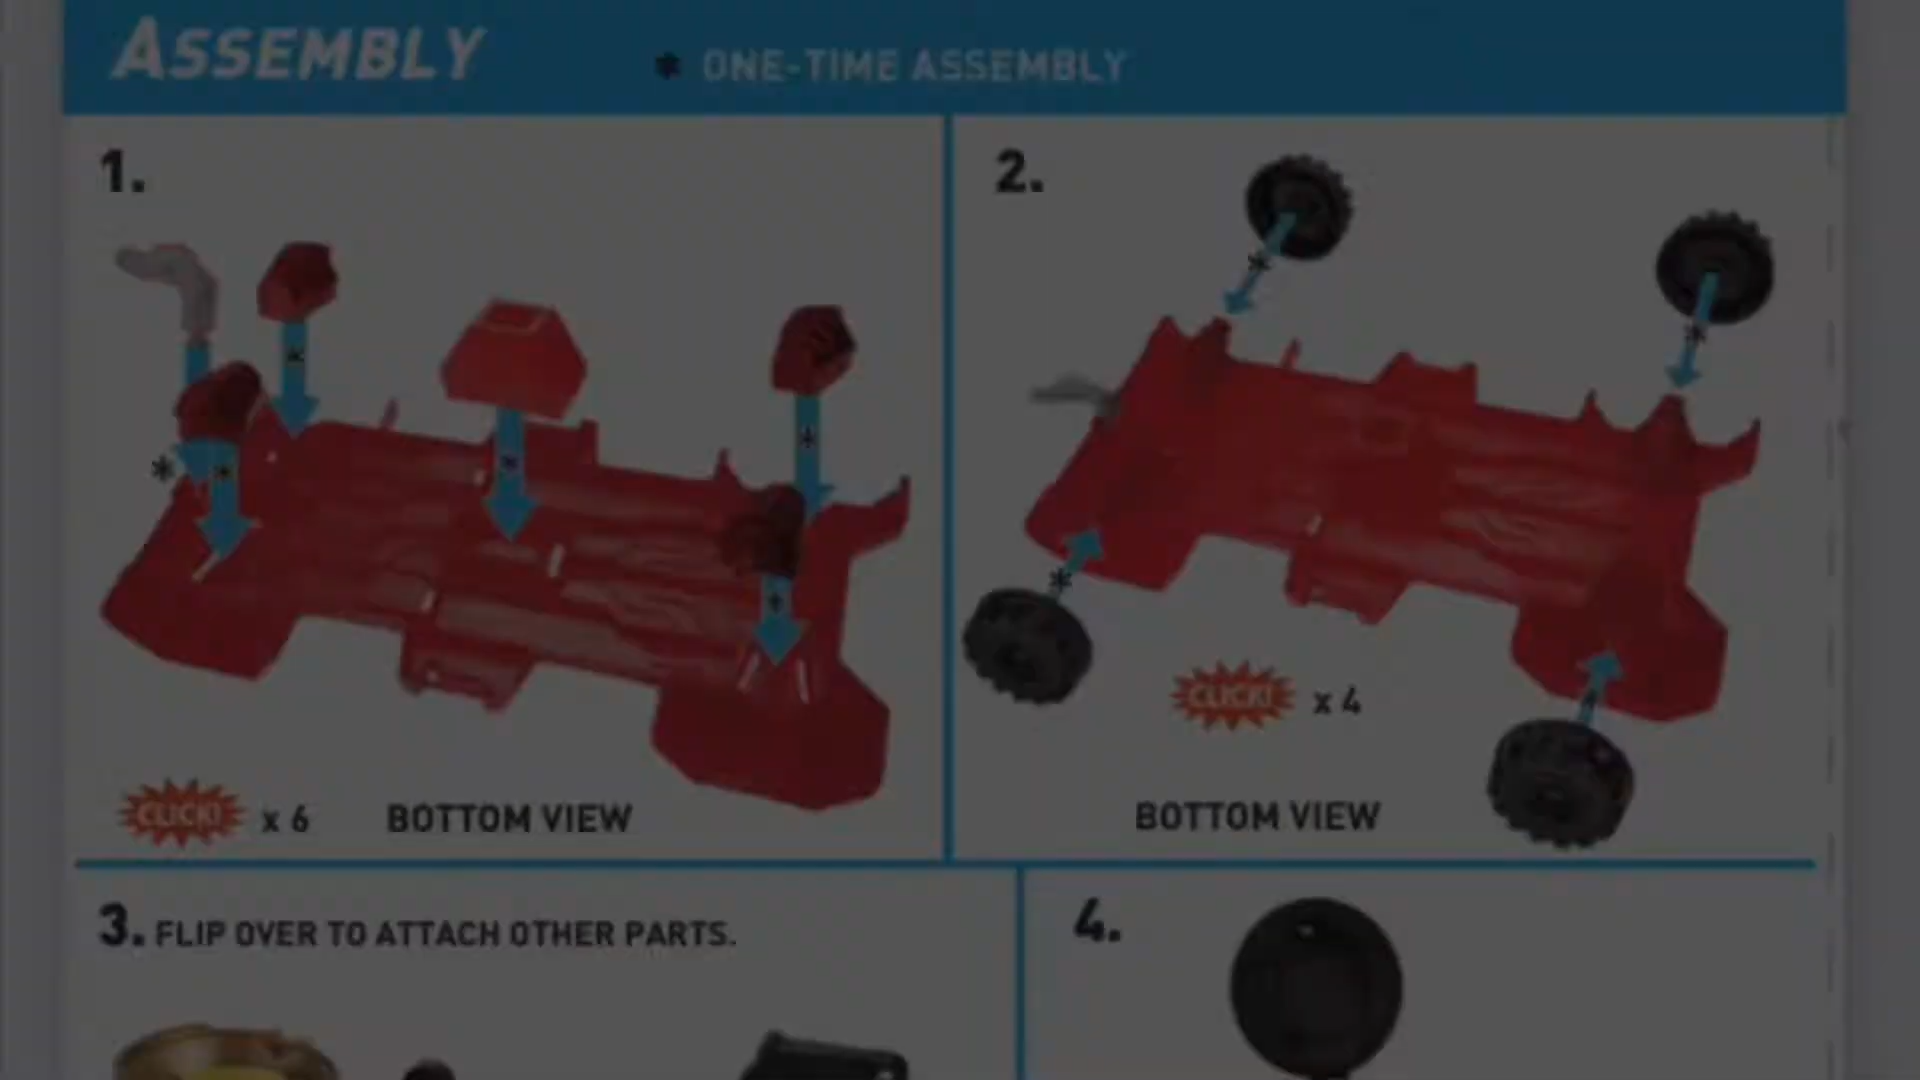 ASSEMBLY
* ONE-TIME ASSEMBLY
1.
2.
CLICK! x 6
BOTTOM VIEW
CLICK! x 4
BOTTOM VIEW
3. FLIP OVER TO ATTACH OTHER PARTS.
4.